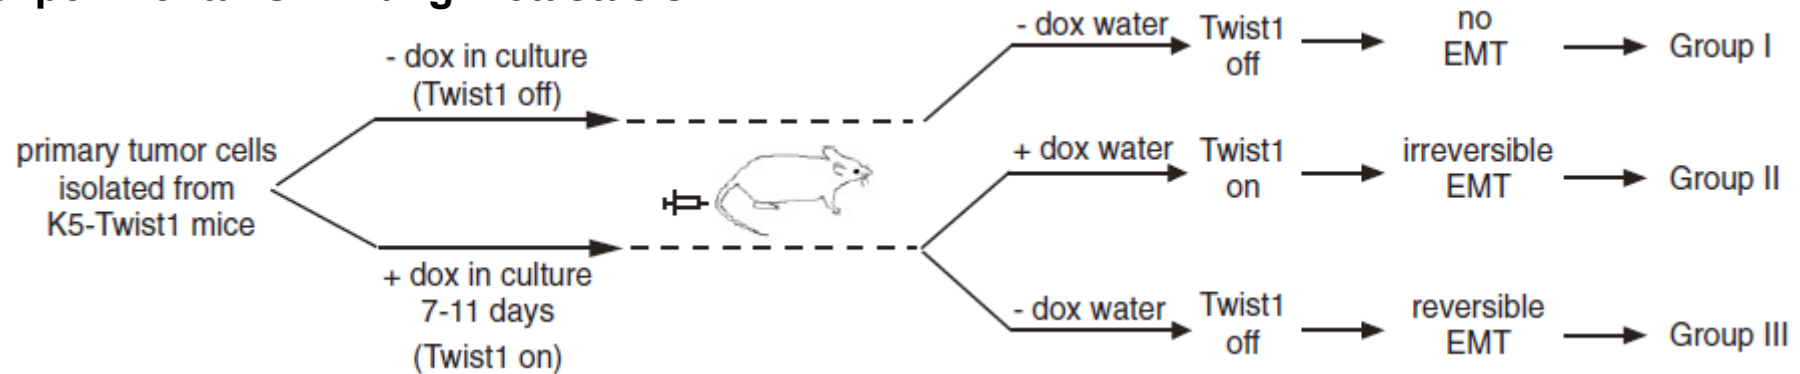 - dox in culture
(Twist1 off)
primary tumor cells
isolated from
K5-Twist1 mice
+ dox in culture
7-11 days
(Twist1 on)
- dox water
Twist1
off
no
EMT
Group I
+ dox water
Twist1
on
irreversible
EMT
Group II
- dox water
Twist1
off
reversible
EMT
Group III